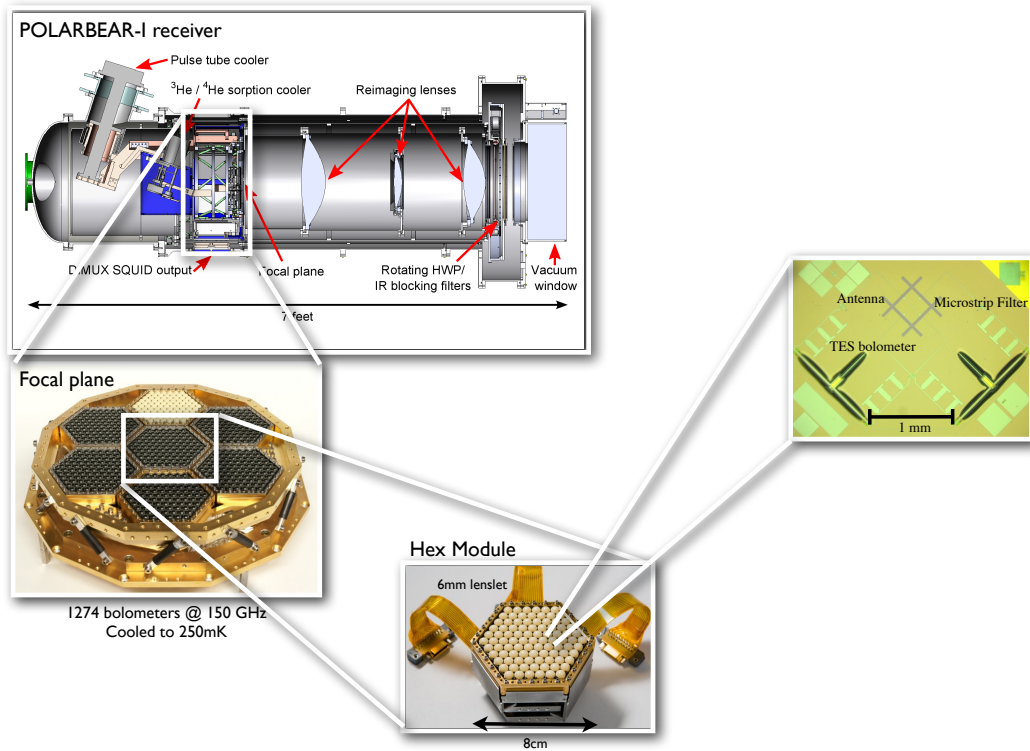 POLARBEAR-I receiver
Pulse tube cooler
3He / 4He sorption cooler
Reimaging lenses
DfMUX SQUID output
Focal plane
Rotating HWP/
IR blocking filters
Vacuum
window
7 feet
Antenna
Microstrip Filter
TES bolometer
1 mm
Focal plane
1274 bolometers @ 150 GHz
Cooled to 250mK
Hex Module
6mm lenslet
8cm